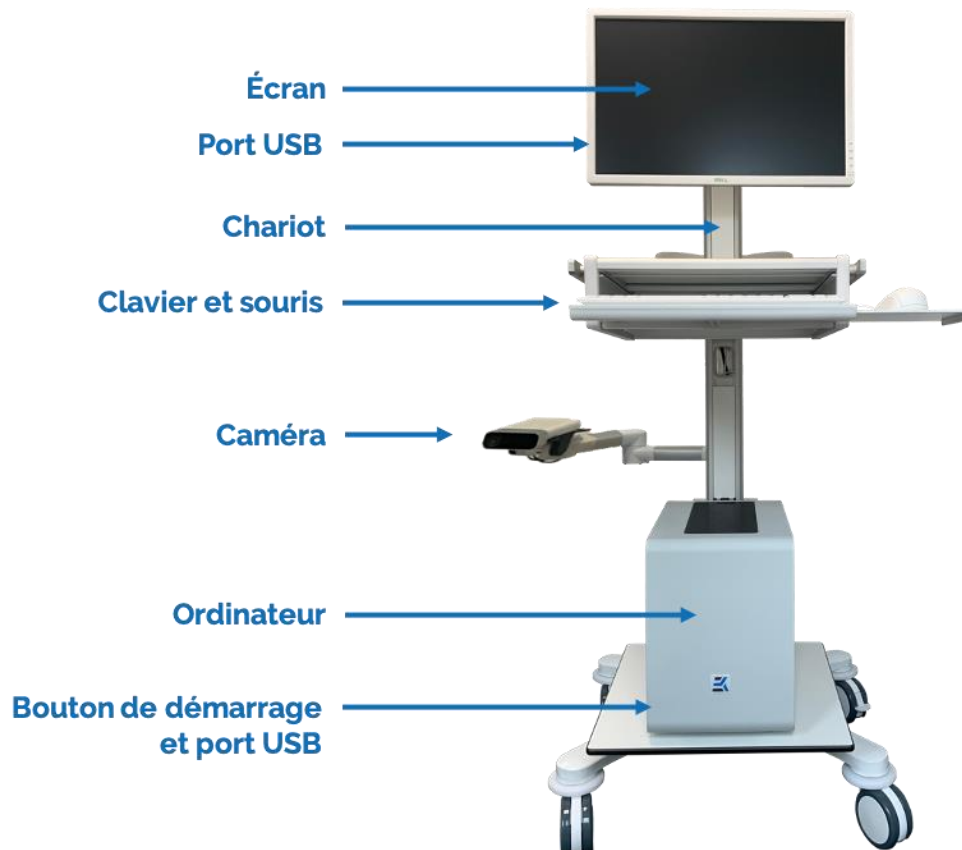 Écran
Port USB
Chariot
Clavier et souris
Caméra
Ordinateur
Bouton de démarrage
et port USB